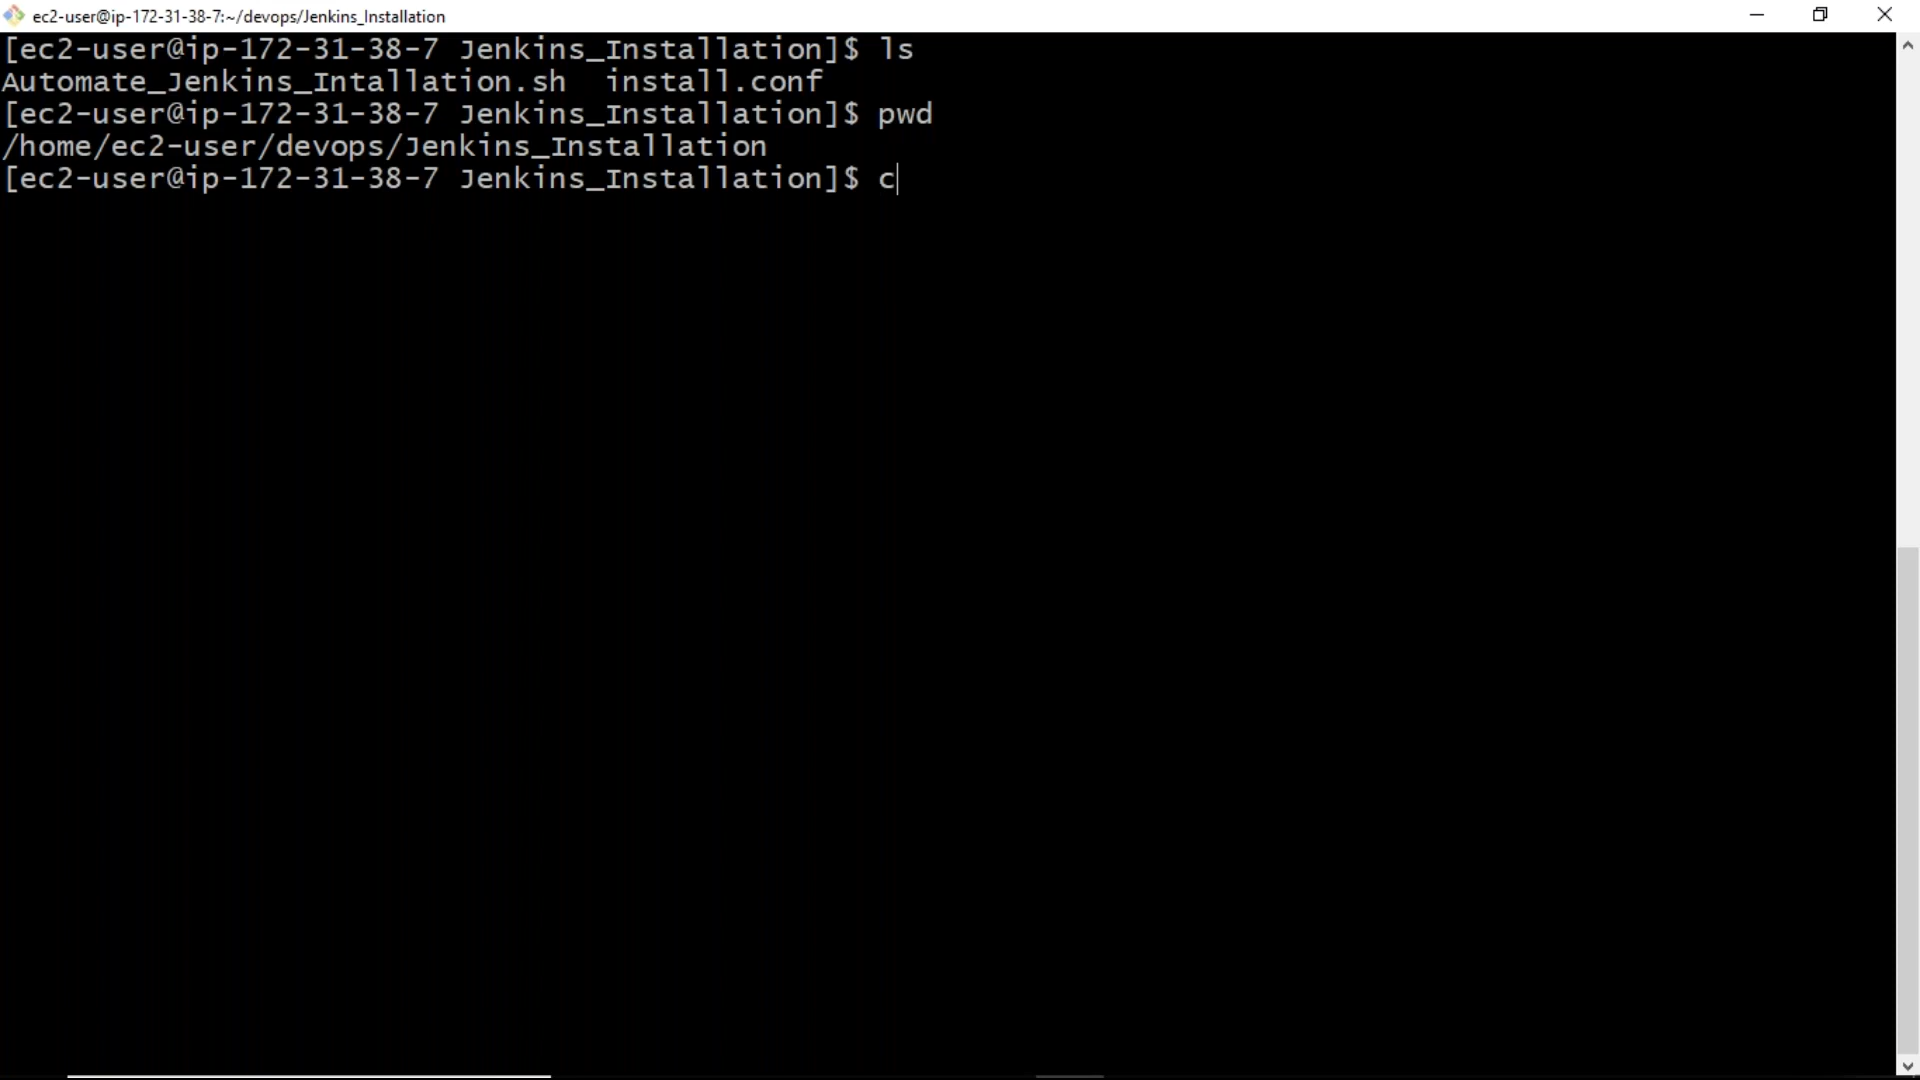 ec2-user@ip-172-31-38-7:~/devops/Jenkins_Installation
[ec2-user@ip-172-31-38-7 Jenkins_Installation]$ ls
Automate_Jenkins_Intallation.sh  install.conf
[ec2-user@ip-172-31-38-7 Jenkins_Installation]$ pwd
/home/ec2-user/devops/Jenkins_Installation
[ec2-user@ip-172-31-38-7 Jenkins_Installation]$ c